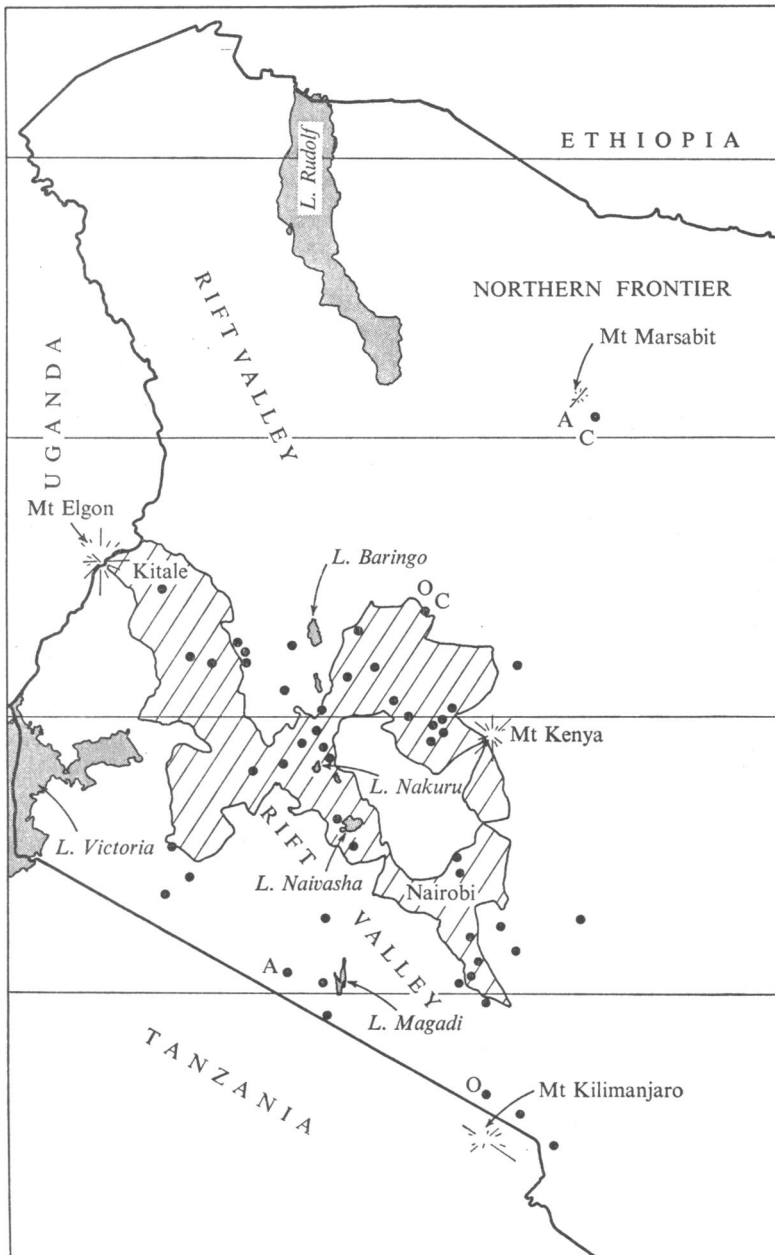 ETHIOPIA
L. Rudolf
RIFT VALLEY
NORTHERN FRONTIER
Mt Marsabit
UGANDA
A
C
Mt Elgon
Kitale
L. Baringo
O
C
Mt Kenya
L. Nakuru
L. Victoria
RIFT
L. Naivasha
Nairobi
VALLEY
A
L. Magadi
TANZANIA
O
Mt Kilimanjaro